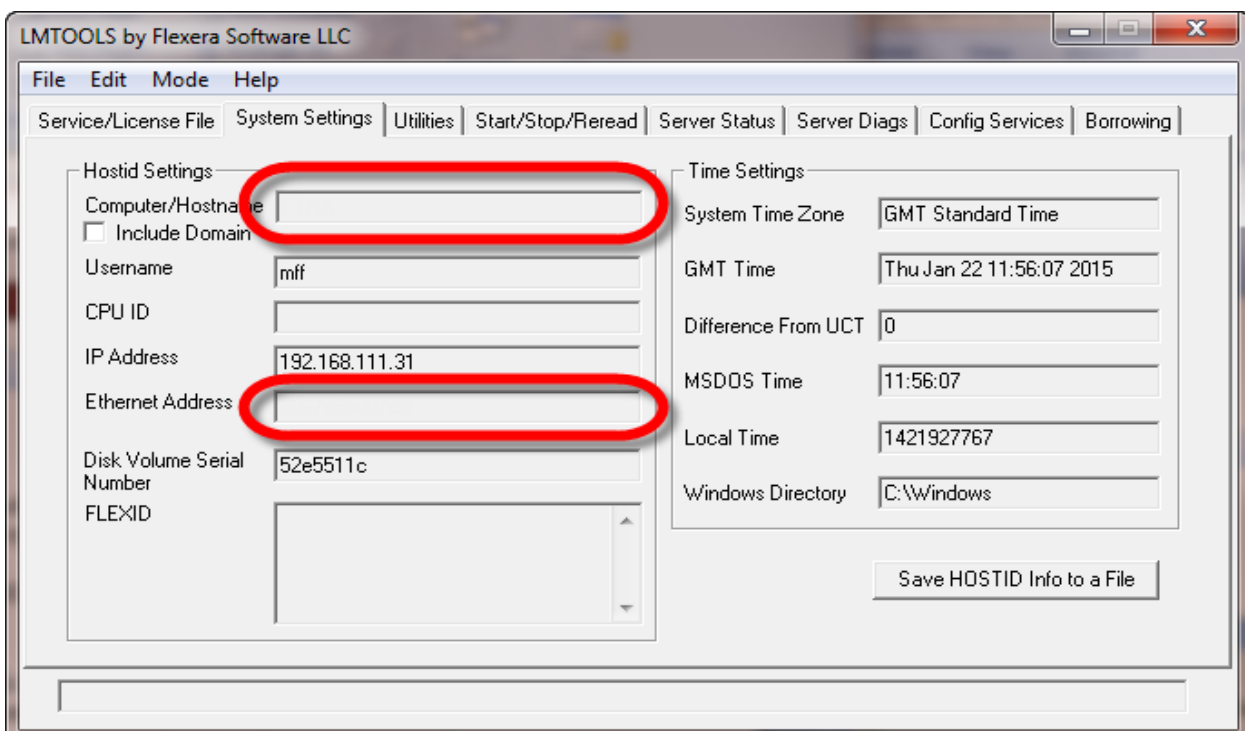 LMTOOLS by Flexera Software LLC
File Edit Mode Help
Service/License File System Settings Utilities Start/Stop/Reread Server Status Server Diags Config Services Borrowing
Hostid Settings
Computer/Hostname
Include Domain
Username mff
CPU ID
IP Address 192.168.111.31
Ethernet Address
Disk Volume Serial
Number
52e5511c
FLEXID
Time Settings
System Time Zone GMT Standard Time
GMT Time Thu Jan 22 11:56:07 2015
Difference From UCT 0
MSDOS Time 11:56:07
Local Time 1421927767
Windows Directory C:\Windows
Save HOSTID Info to a File